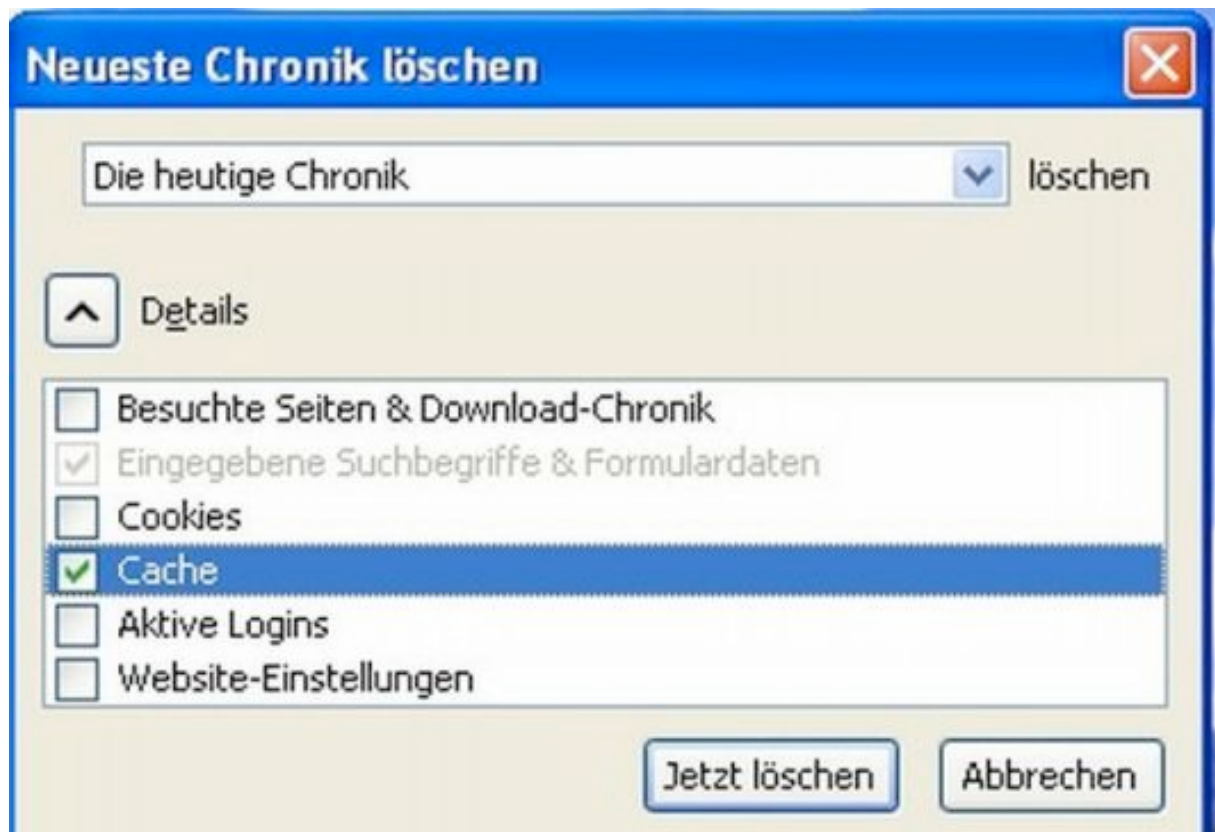 Neueste Chronik löschen
Die heutige Chronik löschen
Details
Besuchte Seiten & Download-Chronik
Eingegebene Suchbegriffe & Formulardaten
Cookies
Cache
Aktive Logins
Website-Einstellungen
Jetzt löschen Abbrechen